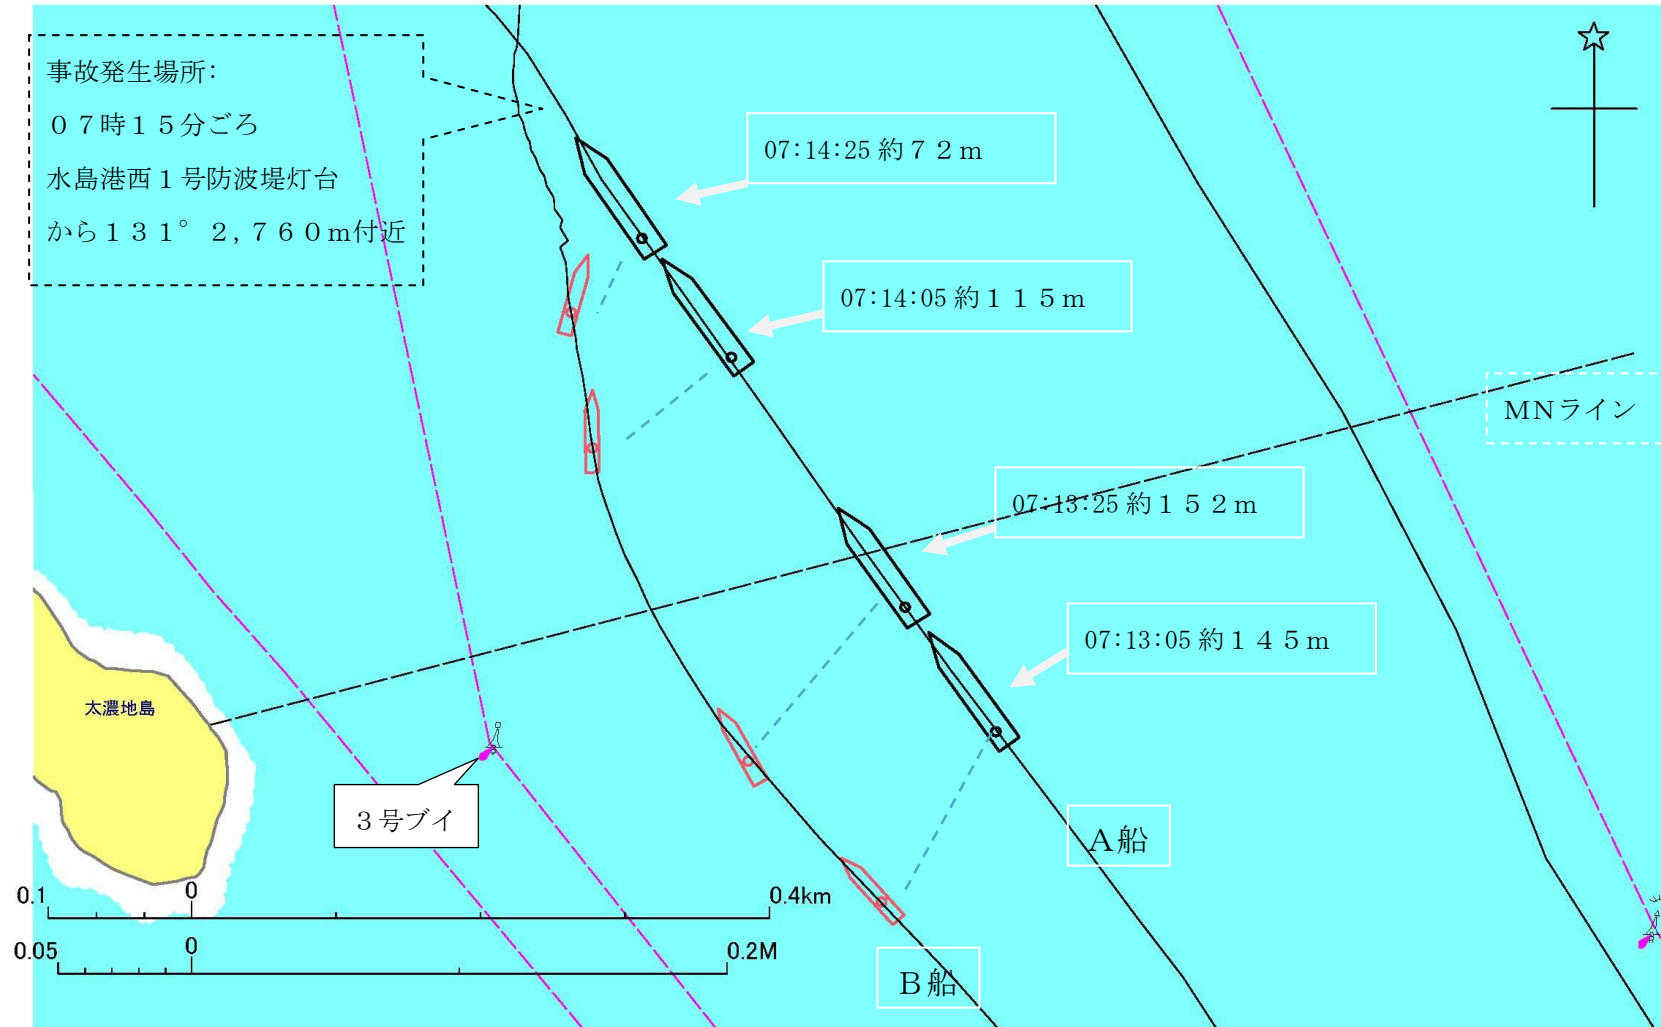 事故発生場所：
０７時１５分ごろ
水島港西１号防波堤灯台
から１３１° ２，７６０ｍ付近
07:14:25 約７２ｍ
07:14:05 約１１５ｍ
ＭＮライン
07:13:25 約１５２ｍ
07:13:05 約１４５ｍ
太濃地島
３号ブイ
Ａ船
Ｂ船
0.1 0 0.4km
0.05 0 0.2M